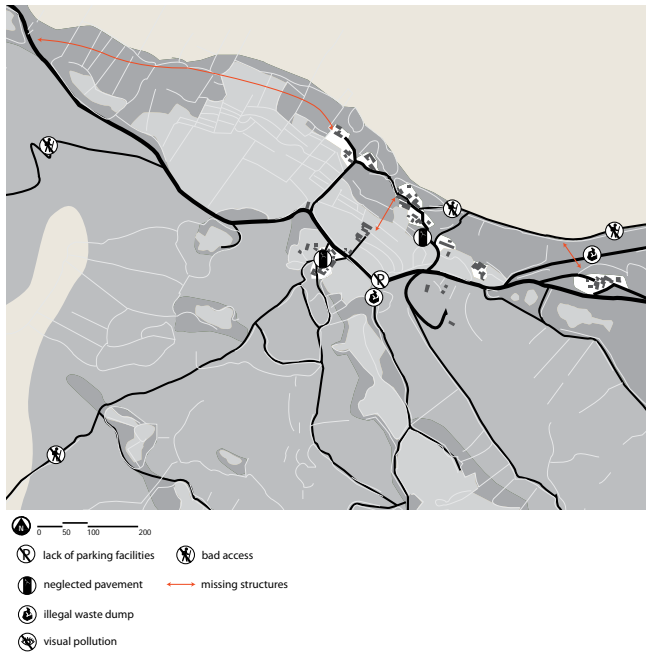 N 0 50 100 200
P
P lack of parking facilities bad access
neglected pavement missing structures
illegal waste dump
visual pollution